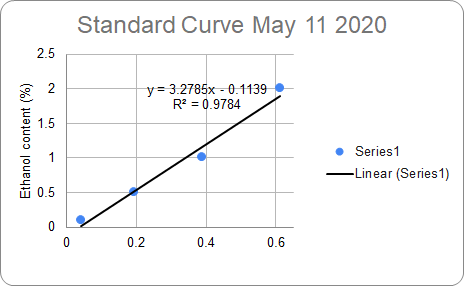 Standard Curve May 11 2020
Ethanol content (%)
2.5
2
1.5
1
0.5
0
y = 3.2785x - 0.1139
R² = 0.9784
0
0.2
0.4
0.6
Series1
Linear (Series1)